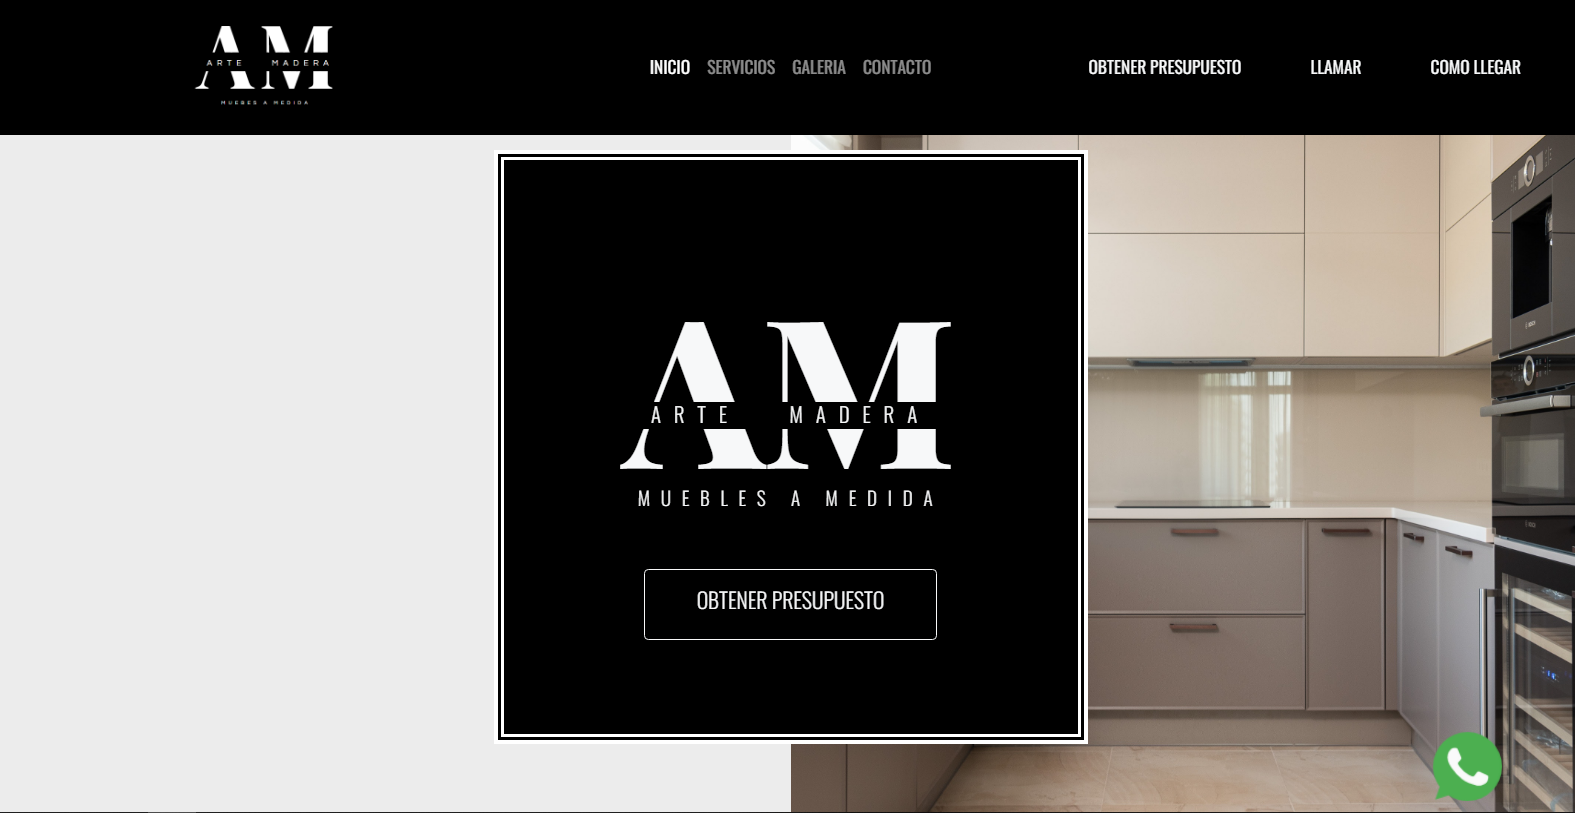 AM
ARTE MADERA
MUEBES A MEDIDA
INICIO SERVICIOS GALERIA CONTACTO OBTENER PRESUPUESTO LLAMAR COMO LLEGAR
AM
ARTE MADERA
MUEBLES A MEDIDA
OBTENER PRESUPUESTO